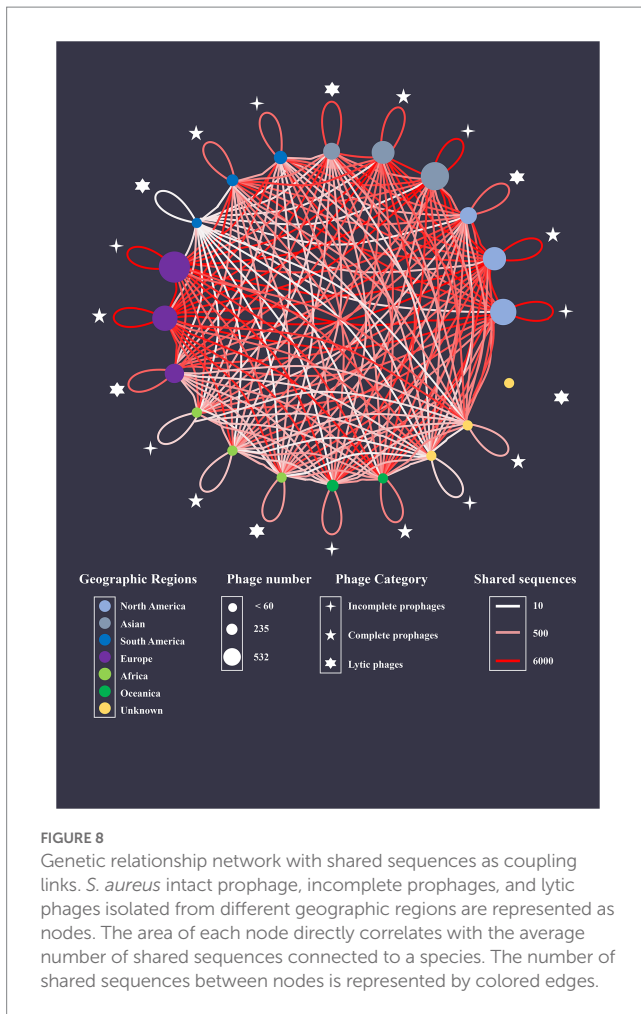 Geographic Regions
North America
Asian
South America
Europe
Africa
Oceanica
Unknown
Phage number
< 60
235
532
Phage Category
Incomplete prophages
Complete prophages
Lytic phages
Shared sequences
10
500
6000
FIGURE 8
Genetic relationship network with shared sequences as coupling
links. S. aureus intact prophage, incomplete prophages, and lytic
phages isolated from different geographic regions are represented as
nodes. The area of each node directly correlates with the average
number of shared sequences connected to a species. The number of
shared sequences between nodes is represented by colored edges.